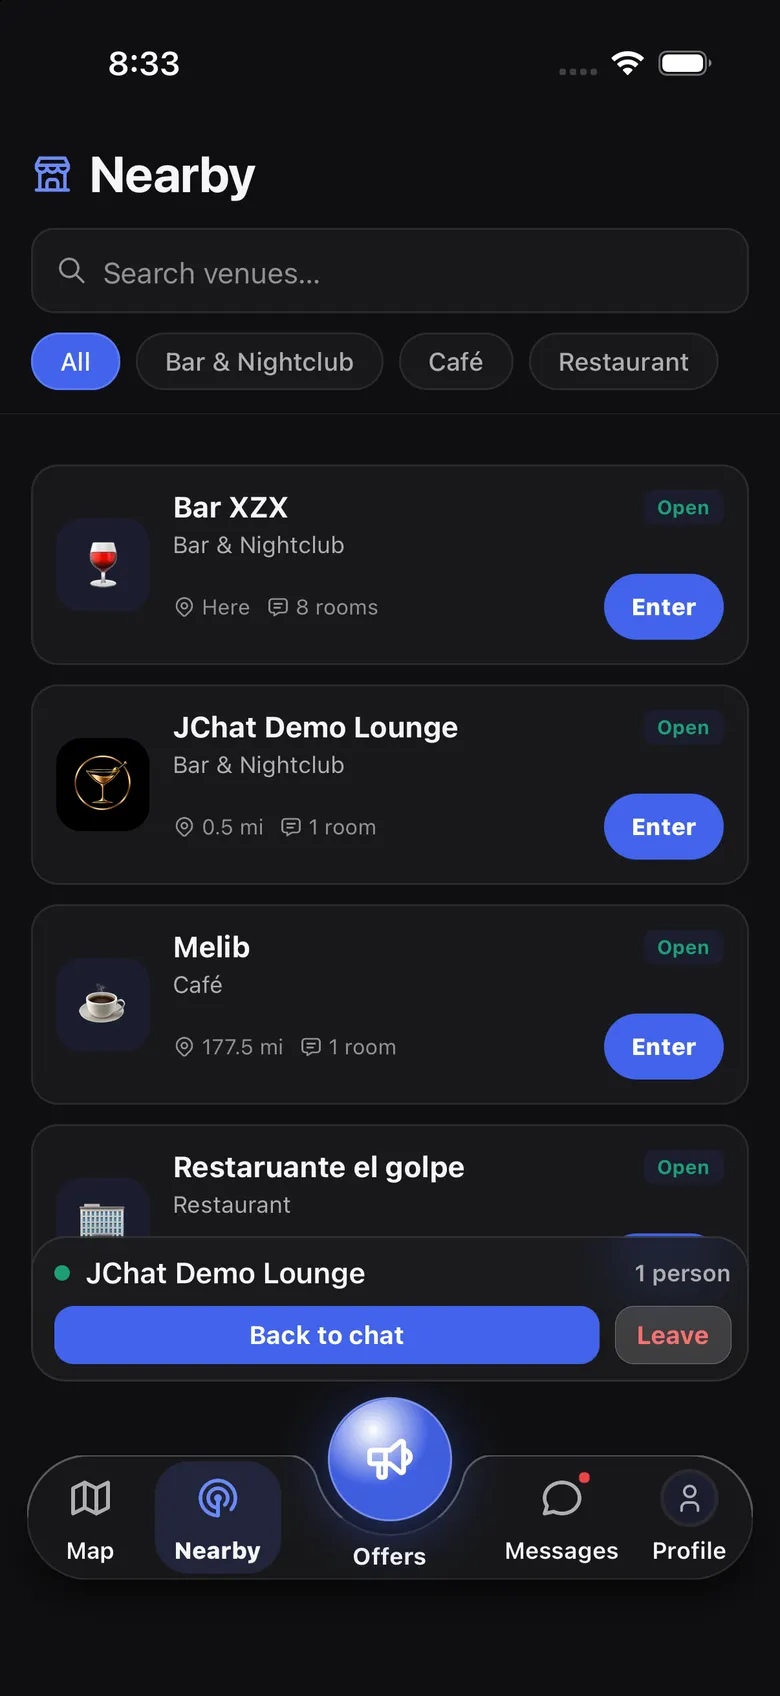 8:33
Nearby
Search venues...
All
Bar & Nightclub
Café
Restaurant
Bar XZX
Open
Bar & Nightclub
Here
8 rooms
Enter
JChat Demo Lounge
Open
Bar & Nightclub
0.5 mi
1 room
Enter
Melib
Open
Café
177.5 mi
1 room
Enter
Restaruante el golpe
Open
Restaurant
JChat Demo Lounge
1 person
Back to chat
Leave
Map
Nearby
Offers
Messages
Profile